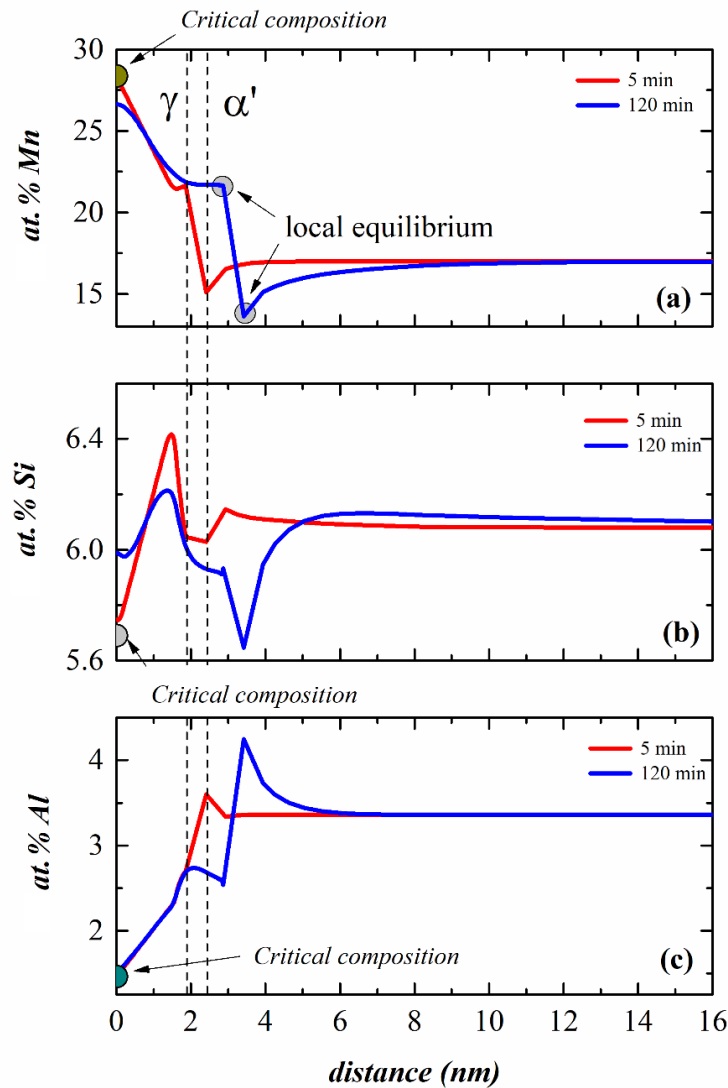 Critical composition
30
25
20
15
at.% Mn
γ
α'
5 min
120 min
local equilibrium
(a)
6.4
6.0
5.6
at.% Si
5 min
120 min
(b)
Critical composition
4
3
2
at.% Al
5 min
120 min
Critical composition
(c)
0 2 4 6 8 10 12 14 16
distance (nm)